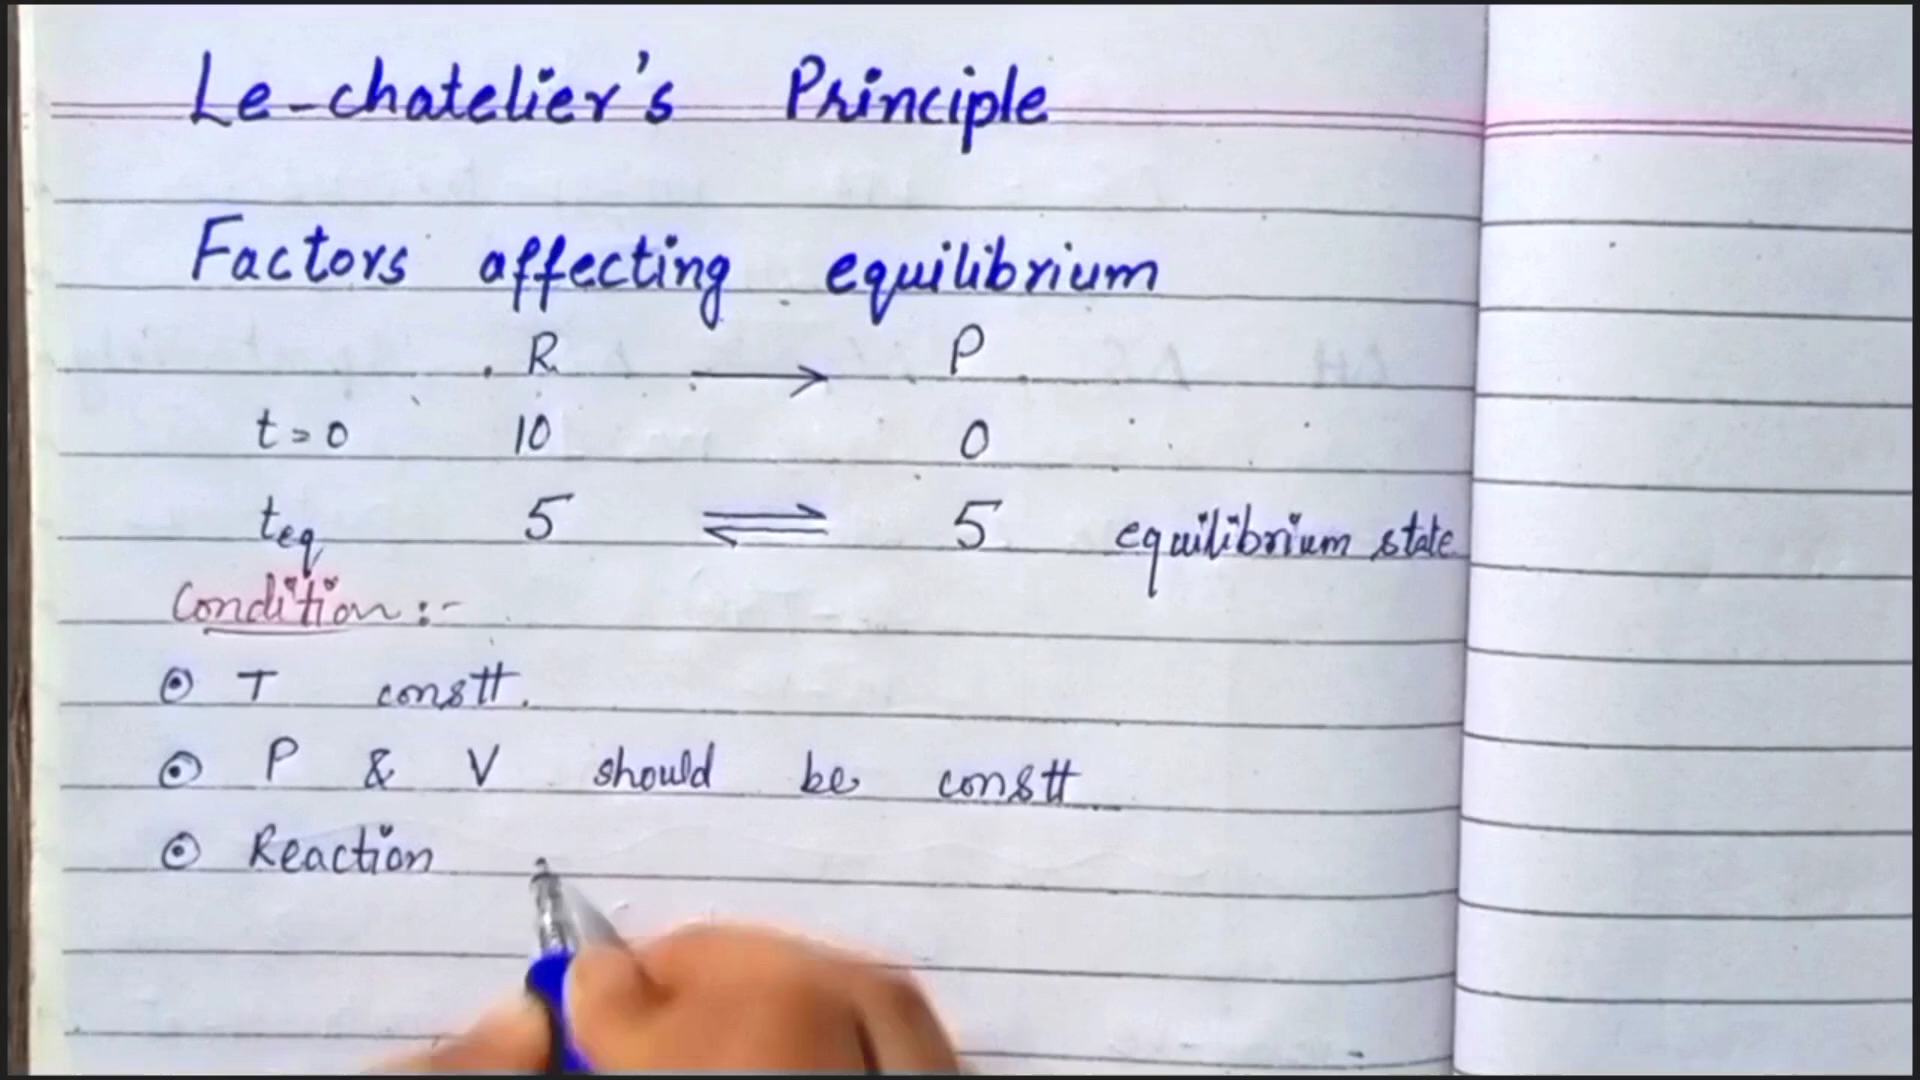 Le-chatelier's Principle
Factors affecting equilibrium
R → P
t=0 10 0
teq 5 ⇌ 5 equilibrium state
Condition:-
⊙ T constt.
⊙ P & V should be constt
⊙ Reaction